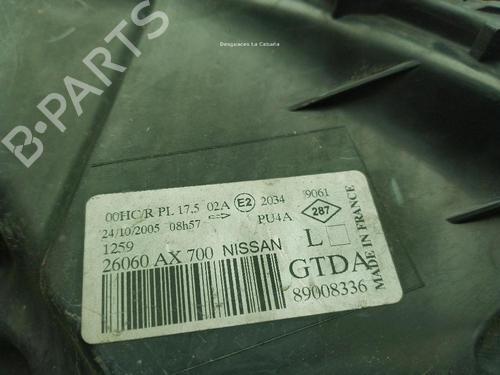 Desguaces La Cabaña
B-PARTS
00HC/R PL 17.5 02A E2 2034 9061
24/10/2005 08h57 PU4A 287
1259 L
26060 AX 700 NISSAN GTDA
89008336
MADE IN FRANCE